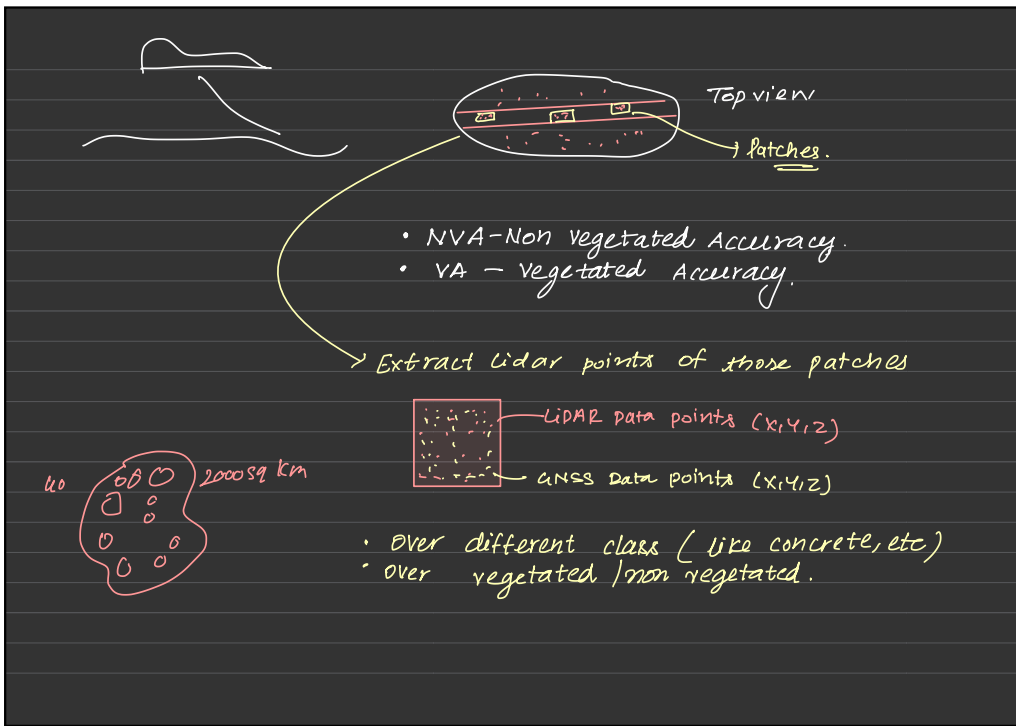 Top view
Patches.
• NVA-Non Vegetated Accuracy.
• VA - Vegetated Accuracy.
Extract Lidar points of those patches
LiDAR Data points (X,Y,Z)
GNSS Data points (X,Y,Z)
40
2000 sq Km
• Over different class (like concrete, etc)
• Over vegetated/non vegetated.